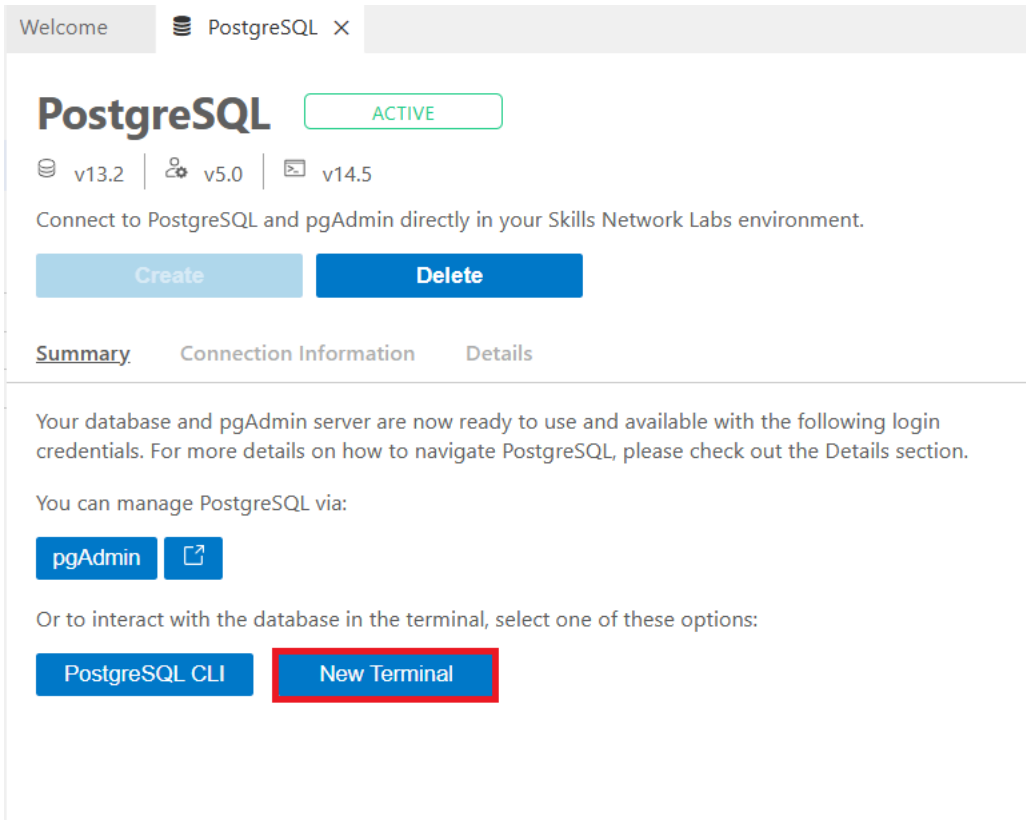 Welcome PostgreSQL
PostgreSQL ACTIVE
v13.2 v5.0 v14.5
Connect to PostgreSQL and pgAdmin directly in your Skills Network Labs environment.
Create Delete
Summary Connection Information Details
Your database and pgAdmin server are now ready to use and available with the following login
credentials. For more details on how to navigate PostgreSQL, please check out the Details section.
You can manage PostgreSQL via:
pgAdmin
Or to interact with the database in the terminal, select one of these options:
PostgreSQL CLI New Terminal